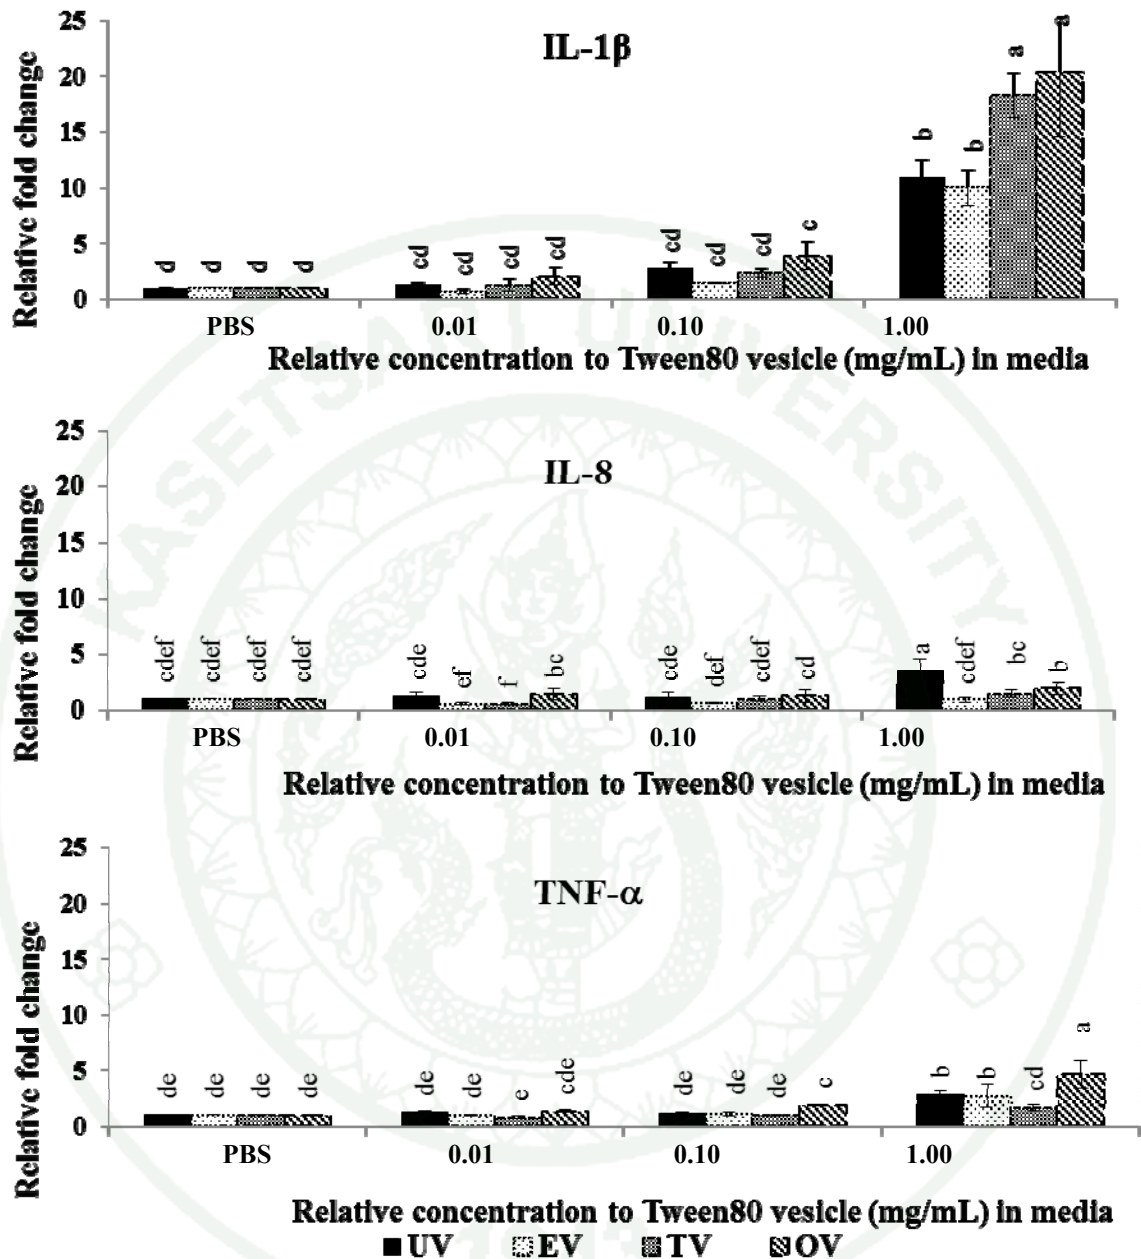 IL-1β
Relative fold change
25
20
15
10
5
0
d d d d cd cd cd cd cd cd cd c b b a a
PBS 0.01 0.10 1.00
Relative concentration to Tween80 vesicle (mg/mL) in media
IL-8
Relative fold change
25
20
15
10
5
0
cdef cdef cdef cdef cde ef f bc cde def cdef cd a cdef bc b
PBS 0.01 0.10 1.00
Relative concentration to Tween80 vesicle (mg/mL) in media
TNF-α
Relative fold change
25
20
15
10
5
0
de de de de de de e cde de de de c b b cd a
PBS 0.01 0.10 1.00
Relative concentration to Tween80 vesicle (mg/mL) in media
UV EV TV OV
KASETSART UNIVERSITY